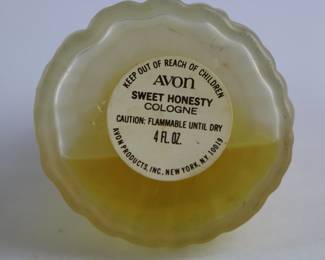 KEEP OUT OF REACH OF CHILDREN
AVON
SWEET HONESTY
COLOGNE
CAUTION: FLAMMABLE UNTIL DRY
4 FL. OZ.
AVON PRODUCTS, INC. NEW YORK, NY 10019